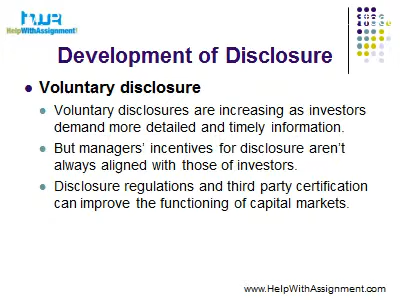 HelpWithAssignment
Development of Disclosure
Voluntary disclosure
Voluntary disclosures are increasing as investors
demand more detailed and timely information.
But managers' incentives for disclosure aren't
always aligned with those of investors.
Disclosure regulations and third party certification
can improve the functioning of capital markets.
www.HelpWithAssignment.com